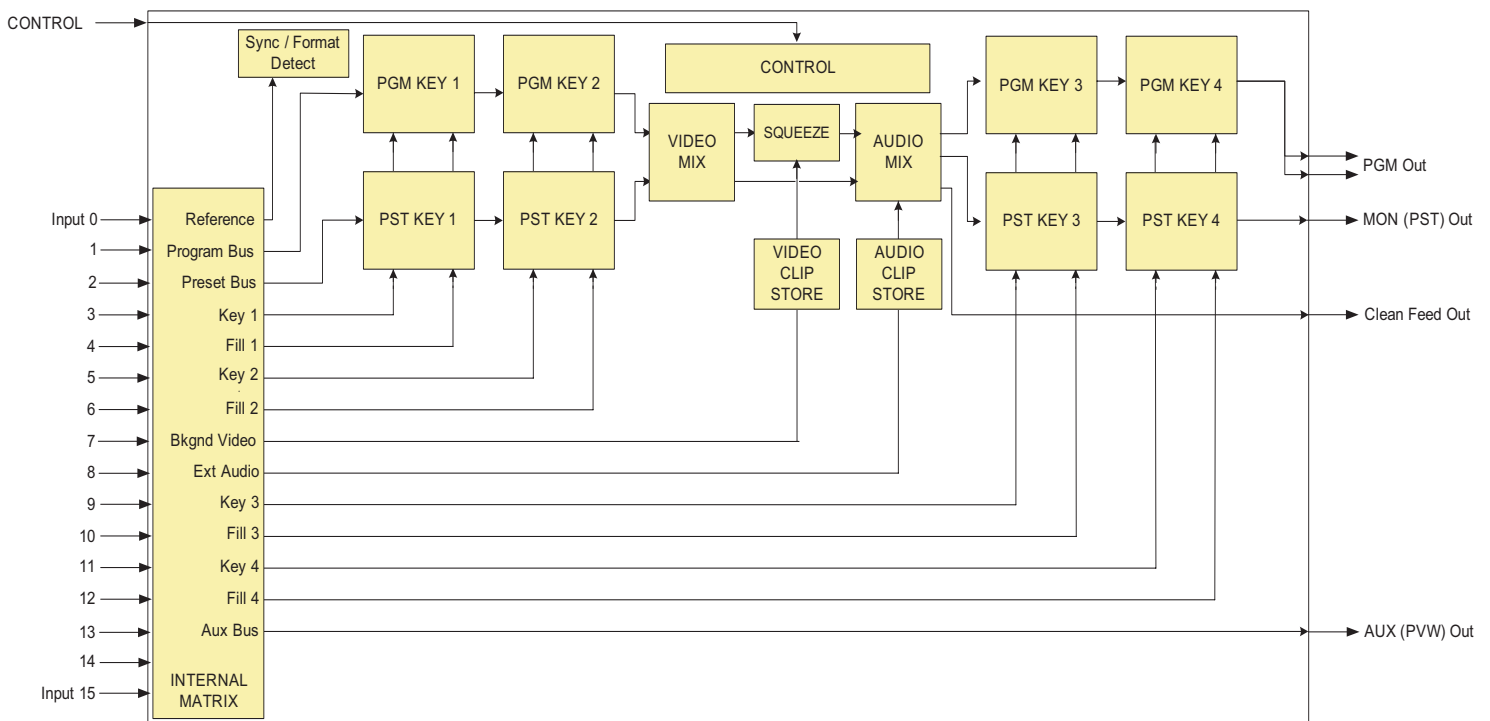 CONTROL
Sync / Format
Detect
PGM KEY 1
PGM KEY 2
CONTROL
PGM KEY 3
PGM KEY 4
VIDEO
MIX
SQUEEZE
AUDIO
MIX
PGM Out
PST KEY 1
PST KEY 2
PST KEY 3
PST KEY 4
MON (PST) Out
VIDEO
CLIP
STORE
AUDIO
CLIP
STORE
Clean Feed Out
Input 0
Reference
1
Program Bus
2
Preset Bus
3
Key 1
4
Fill 1
5
Key 2
6
Fill 2
7
Bkgnd Video
8
Ext Audio
9
Key 3
10
Fill 3
11
Key 4
12
Fill 4
13
Aux Bus
AUX (PVW) Out
14
Input 15
INTERNAL
MATRIX